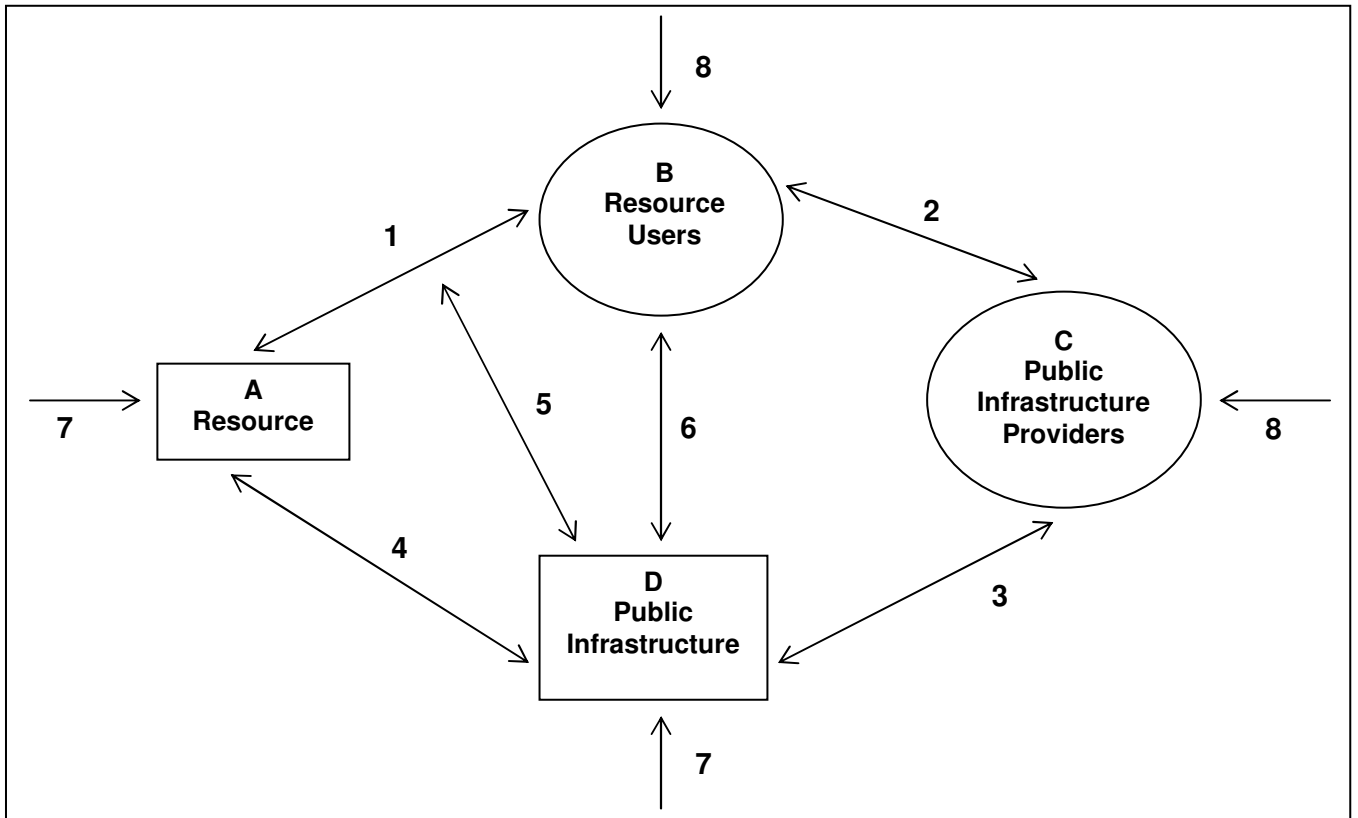 8
B
Resource
Users
2
1
C
Public
Infrastructure
Providers
A
Resource
5
6
7
8
4
D
Public
Infrastructure
3
7